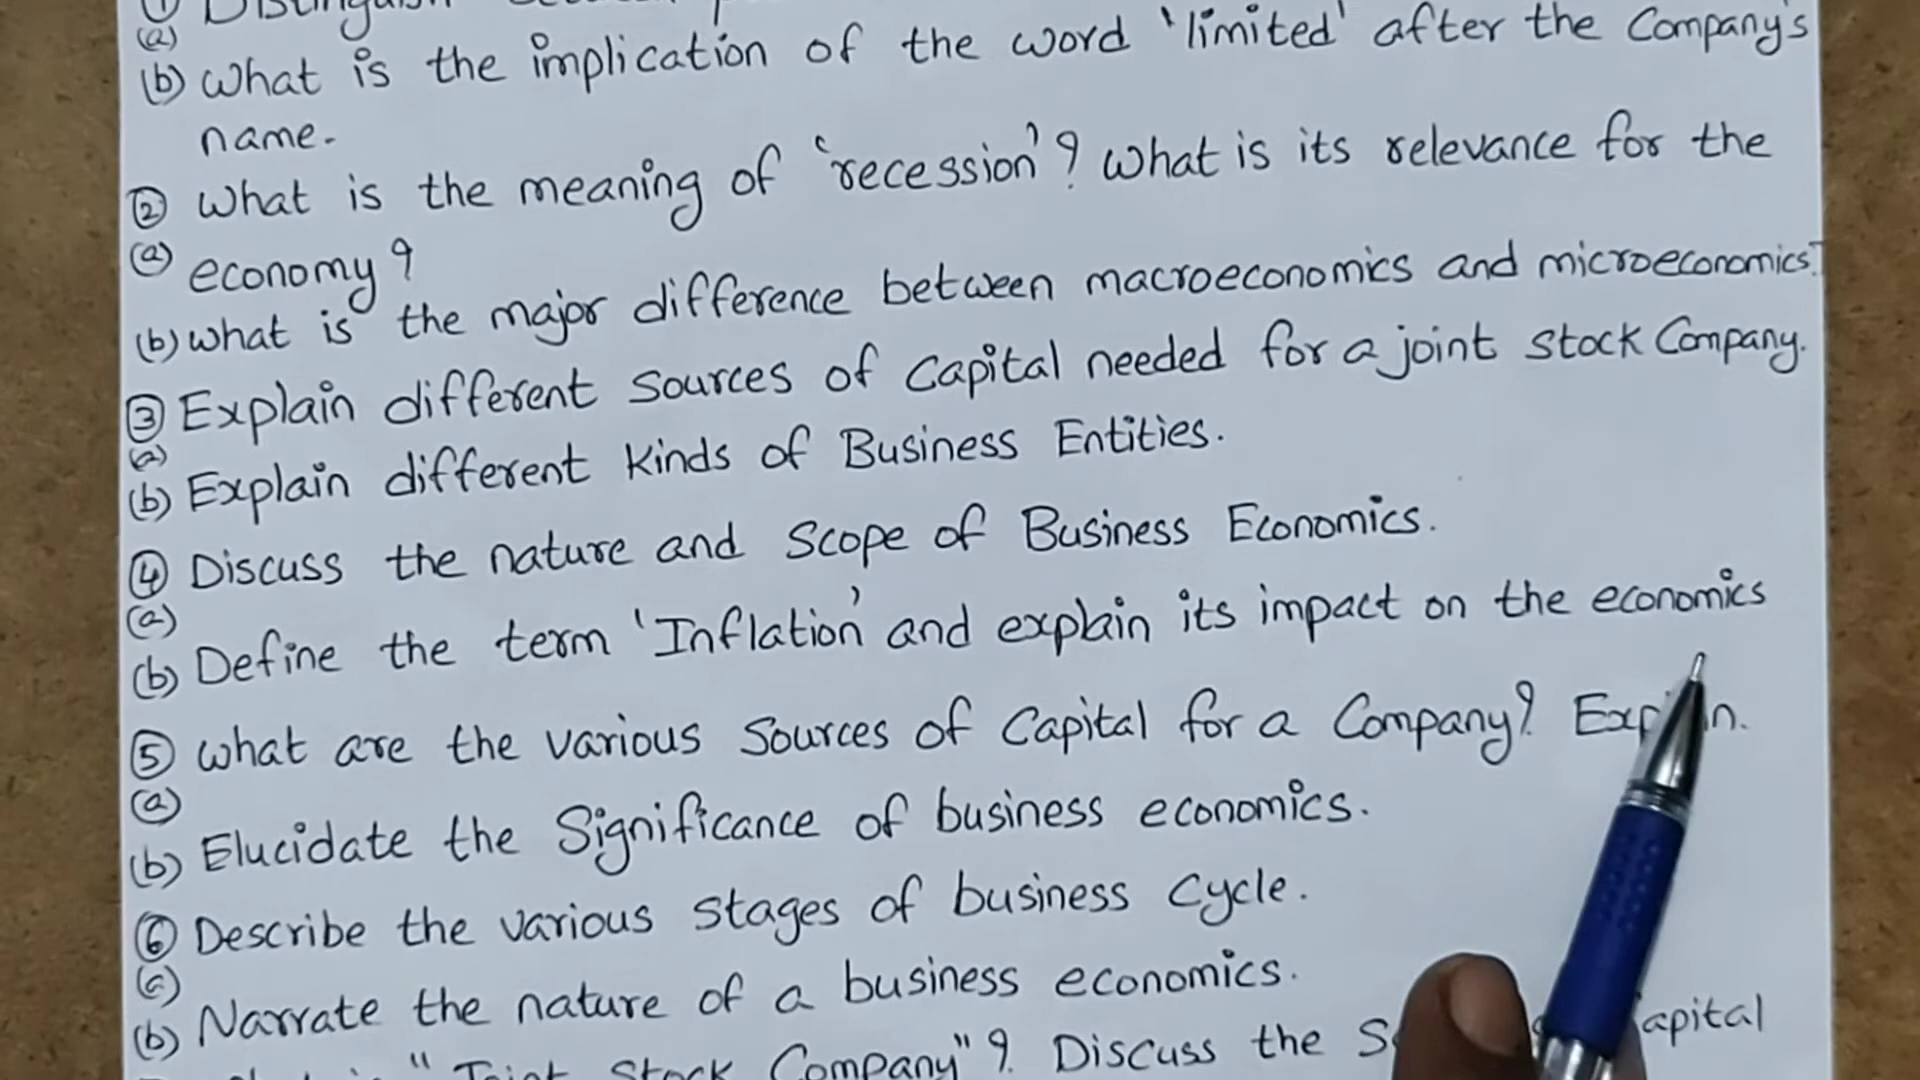 ① Distinguish
(a)
(b) What is the implication of the word 'limited' after the Company's
name.
② What is the meaning of 'recession'? What is its relevance for the
(a) economy?
(b) What is the major difference between macroeconomics and microeconomics?
③ Explain different Sources of Capital needed for a joint stock Company.
(a)
(b) Explain different kinds of Business Entities.
④ Discuss the nature and Scope of Business Economics.
(a)
(b) Define the term 'Inflation' and explain its impact on the economics
⑤ What are the various Sources of Capital for a Company? Explain.
(a)
(b) Elucidate the Significance of business economics.
⑥ Describe the various stages of business Cycle.
(a)
(b) Narrate the nature of a business economics.
"Joint Stock Company"? Discuss the Capital